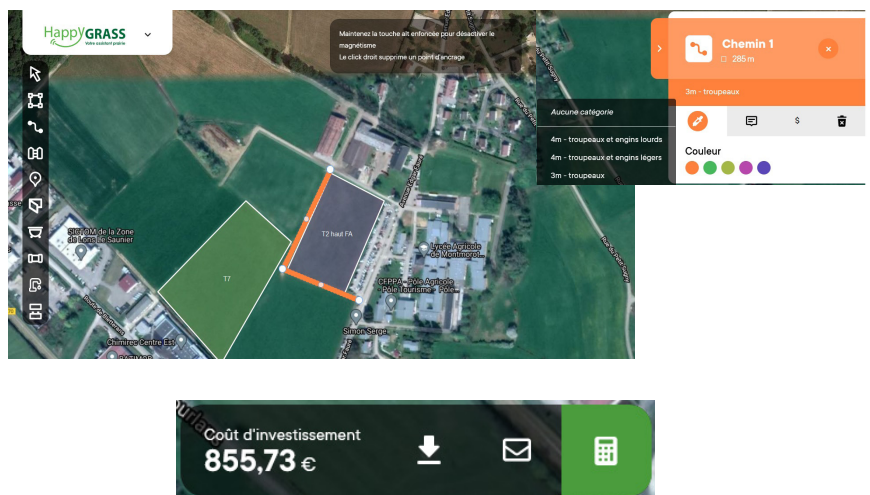 HappyGRASS
Votre assistant prairie
Maintenez la touche alt enfoncée pour désactiver le
magnétisme
Le click droit supprime un point d'ancrage
Chemin 1
285 m
3m - troupeaux
Aucune catégorie
4m - troupeaux et engins lourds
4m - troupeaux et engins légers
3m - troupeaux
$
Couleur
T2 haut FA
T7
SICTOM de la Zone
de Lons Le Saunier
Lycée Agricole
de Montmorot...
CFPPA - Pôle Agricole
- Pôle Tourisme - Pôle...
Simon Serge
Chimirec Centre Est
Coût d'investissement
855,73 €